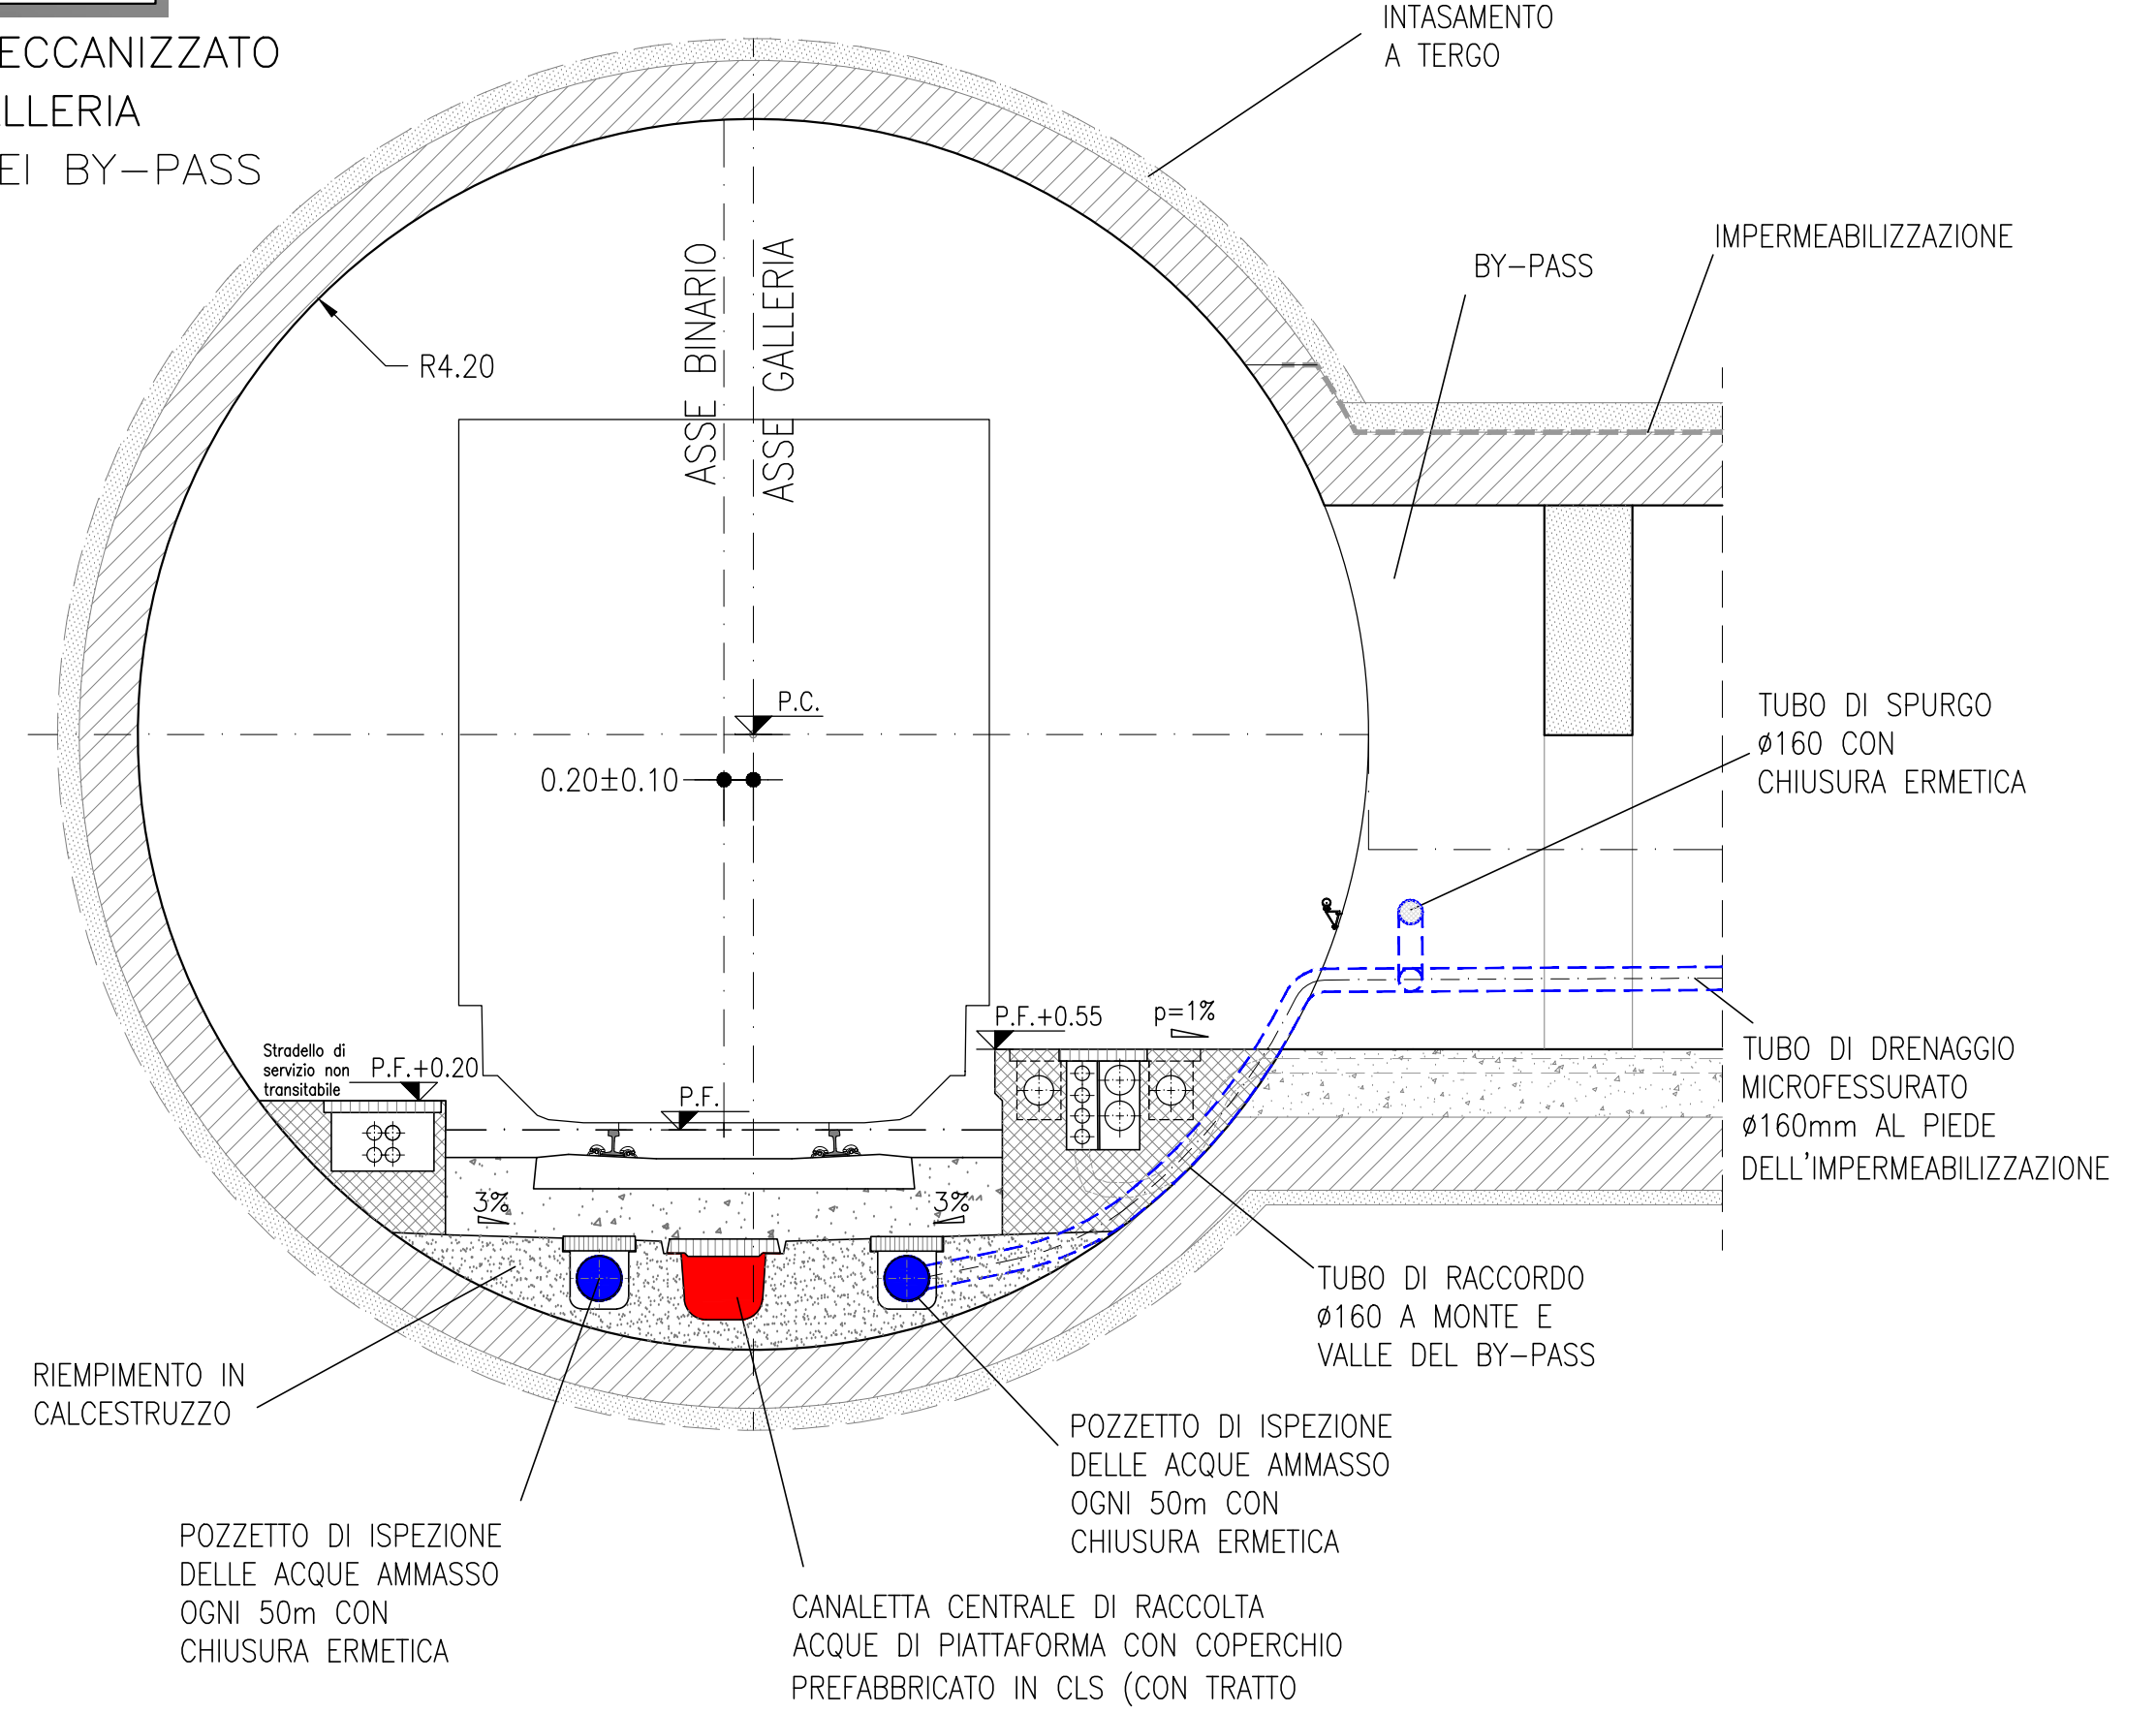 ECCANIZZATO
LLERIA
EI BY-PASS
INTASAMENTO
A TERGO
IMPERMEABILIZZAZIONE
BY-PASS
ASSE BINARIO
ASSE GALLERIA
R4.20
P.C.
0.20±0.10
TUBO DI SPURGO
ø160 CON
CHIUSURA ERMETICA
P.F.+0.55
p=1%
Stradello di
servizio non
transitabile
P.F.+0.20
P.F.
TUBO DI DRENAGGIO
MICROFESSURATO
ø160mm AL PIEDE
DELL'IMPERMEABILIZZAZIONE
3%
3%
TUBO DI RACCORDO
ø160 A MONTE E
VALLE DEL BY-PASS
RIEMPIMENTO IN
CALCESTRUZZO
POZZETTO DI ISPEZIONE
DELLE ACQUE AMMASSO
OGNI 50m CON
CHIUSURA ERMETICA
POZZETTO DI ISPEZIONE
DELLE ACQUE AMMASSO
OGNI 50m CON
CHIUSURA ERMETICA
CANALETTA CENTRALE DI RACCOLTA
ACQUE DI PIATTAFORMA CON COPERCHIO
PREFABBRICATO IN CLS (CON TRATTO